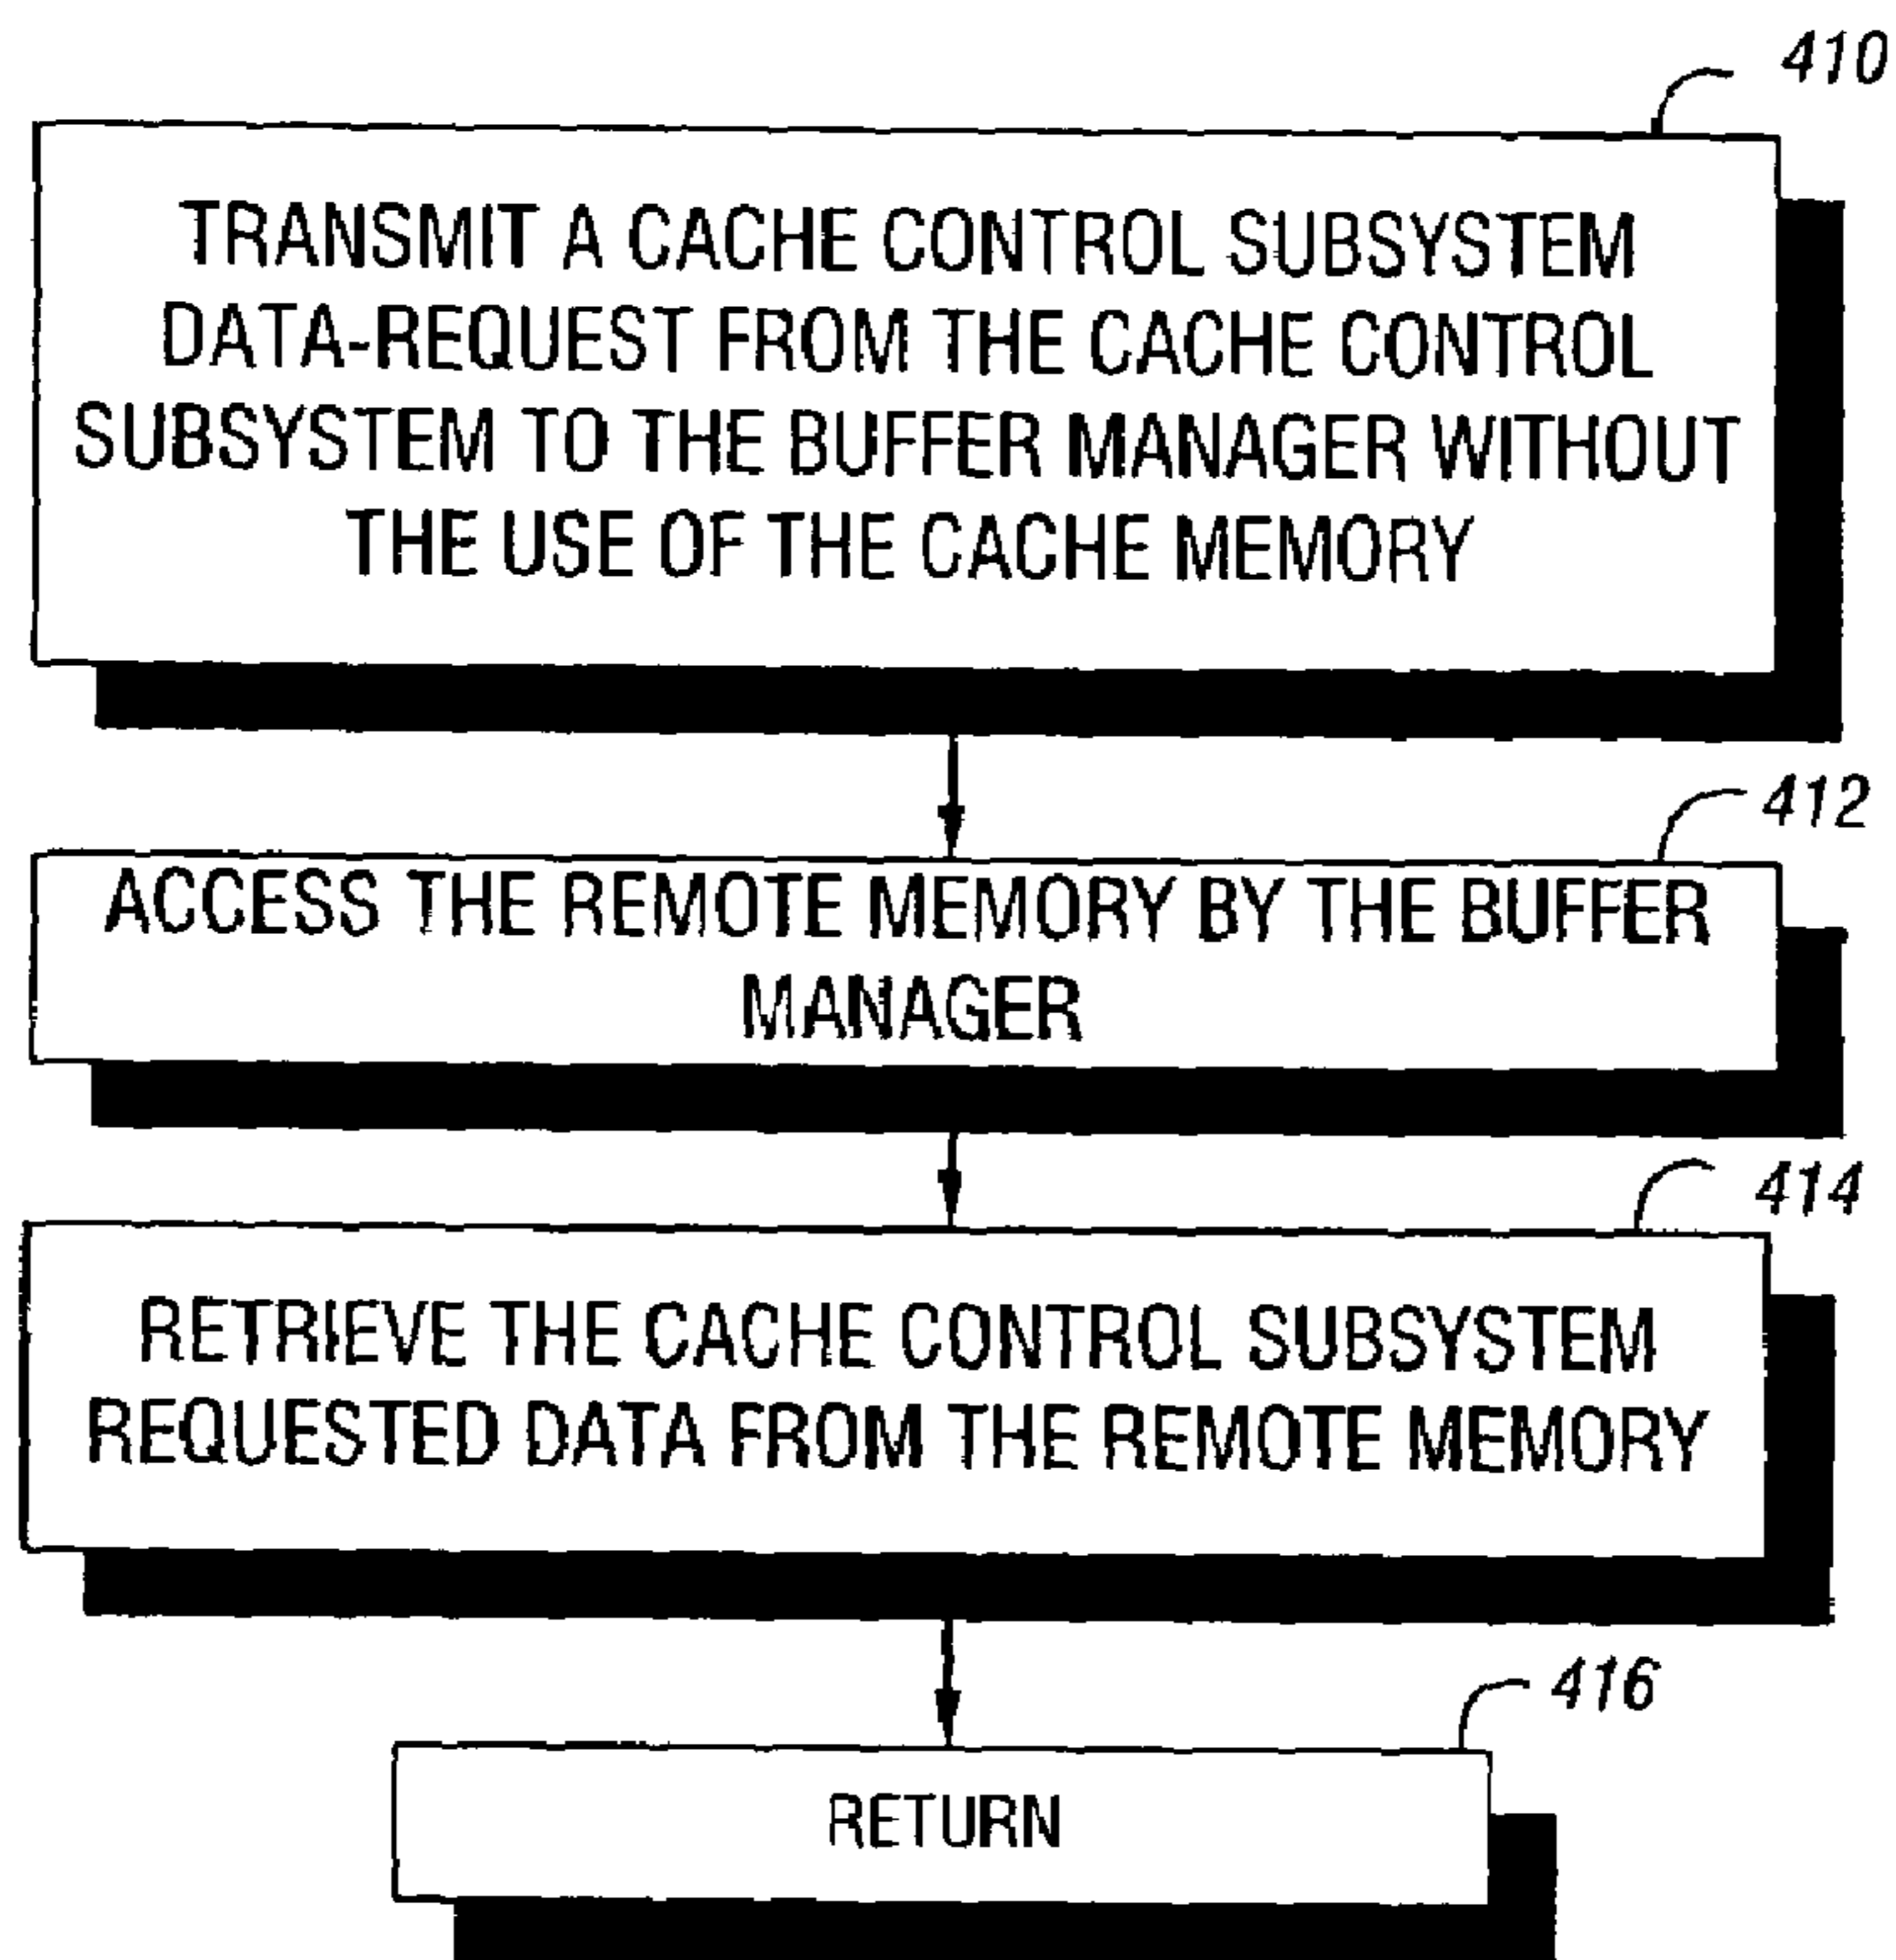 410
TRANSMIT A CACHE CONTROL SUBSYSTEM
DATA-REQUEST FROM THE CACHE CONTROL
SUBSYSTEM TO THE BUFFER MANAGER WITHOUT
THE USE OF THE CACHE MEMORY
412
ACCESS THE REMOTE MEMORY BY THE BUFFER
MANAGER
414
RETRIEVE THE CACHE CONTROL SUBSYSTEM
REQUESTED DATA FROM THE REMOTE MEMORY
416
RETURN